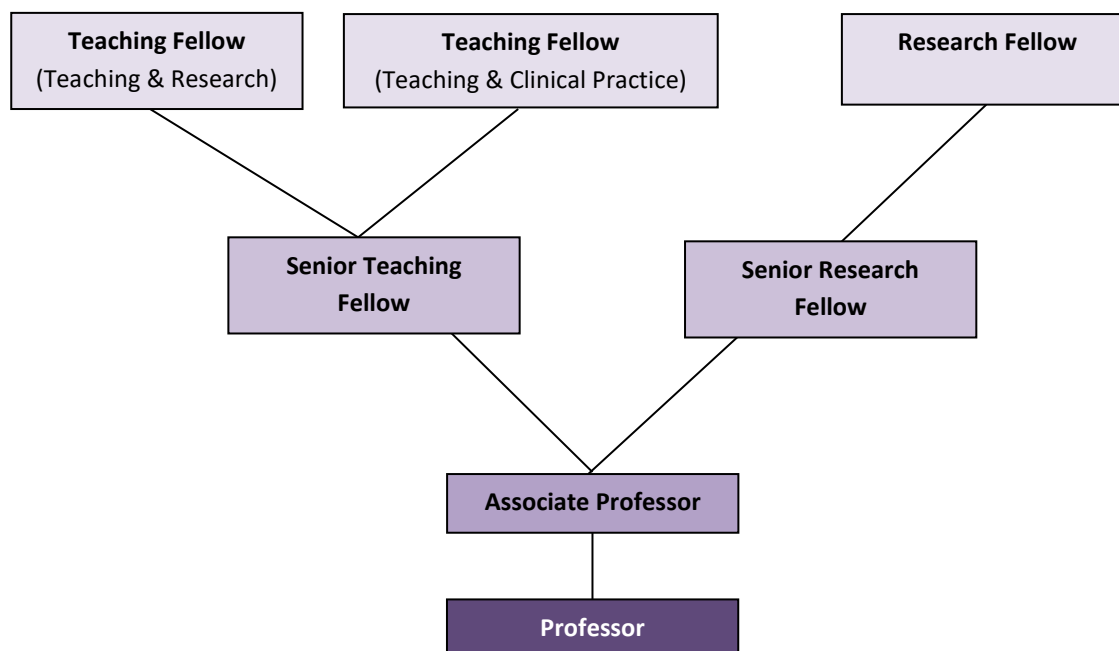 Teaching Fellow
(Teaching & Research)
Teaching Fellow
(Teaching & Clinical Practice)
Research Fellow
Senior Teaching
Fellow
Senior Research
Fellow
Associate Professor
Professor